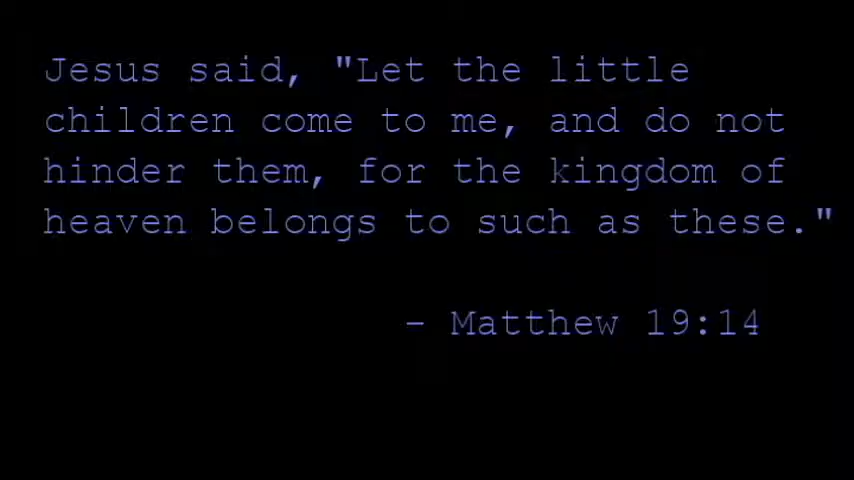 Jesus said, "Let the little
children come to me, and do not
hinder them, for the kingdom of
heaven belongs to such as these."
- Matthew 19:14